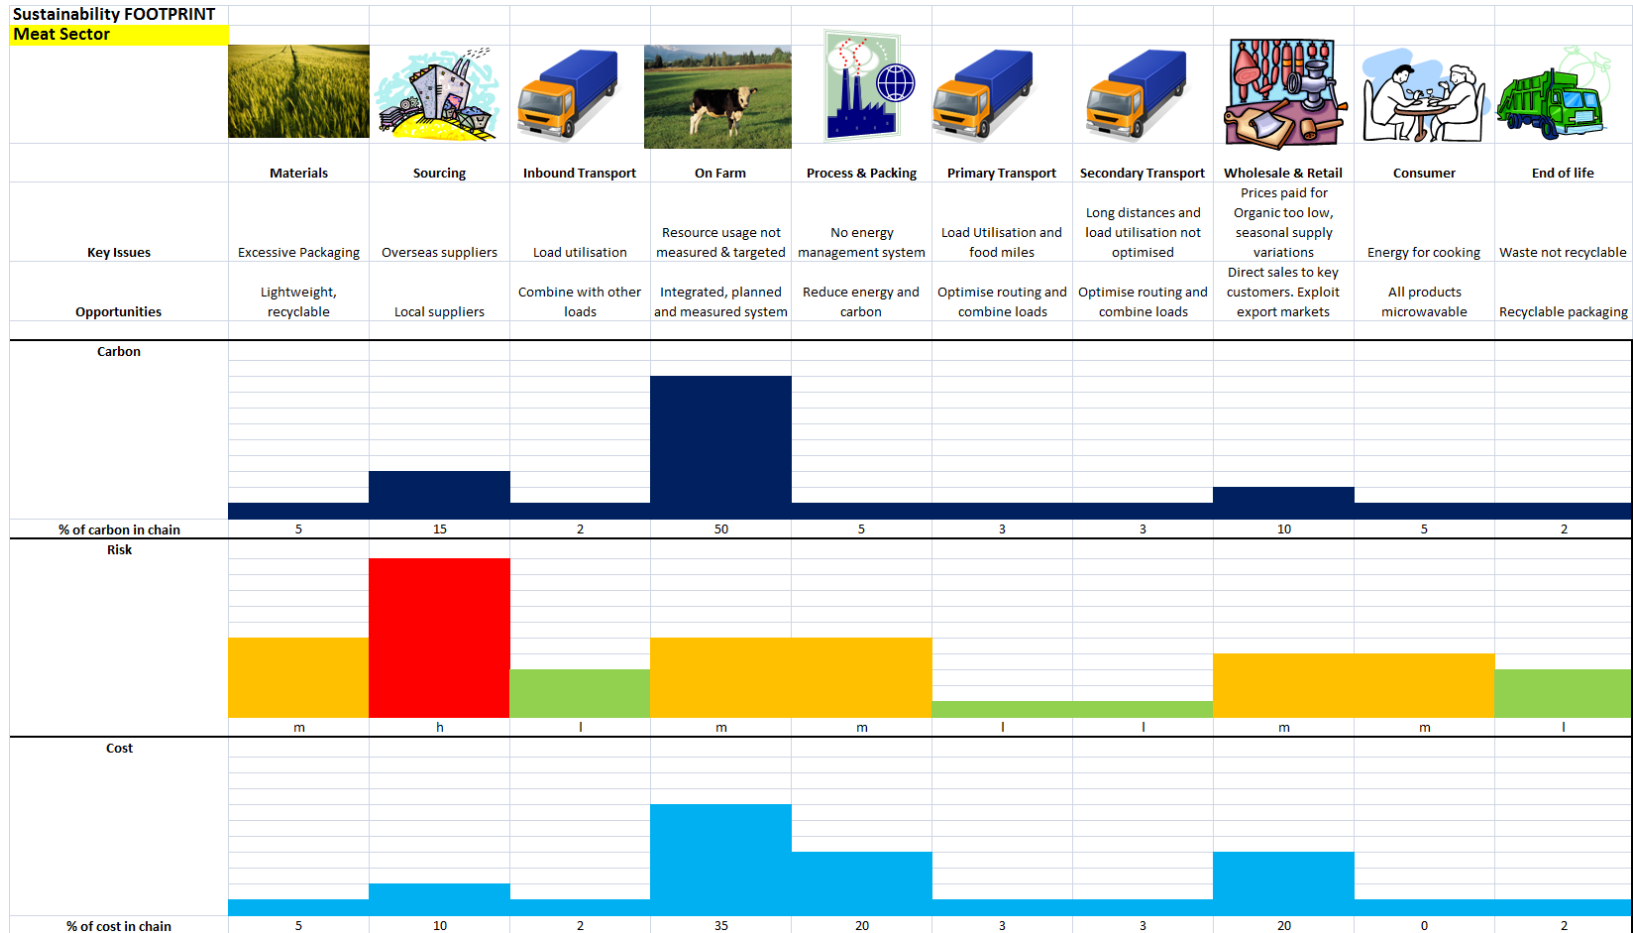 Sustainability FOOTPRINT
Meat Sector
Materials Sourcing Inbound Transport On Farm Process & Packing Primary Transport Secondary Transport Wholesale & Retail Consumer End of life
Key Issues
Excessive Packaging
Overseas suppliers
Load utilisation
Resource usage not
measured & targeted
No energy
management system
Load Utilisation and
food miles
Long distances and
load utilisation not
optimised
Prices paid for
Organic too low,
seasonal supply
variations
Energy for cooking
Waste not recyclable
Opportunities
Lightweight,
recyclable
Local suppliers
Combine with other
loads
Integrated, planned
and measured system
Reduce energy and
carbon
Optimise routing and
combine loads
Optimise routing and
combine loads
Direct sales to key
customers. Exploit
export markets
All products
microwavable
Recyclable packaging
Carbon
% of carbon in chain 5 15 2 50 5 3 3 10 5 2
Risk
m h l m m l l m m l
Cost
% of cost in chain 5 10 2 35 20 3 3 20 0 2